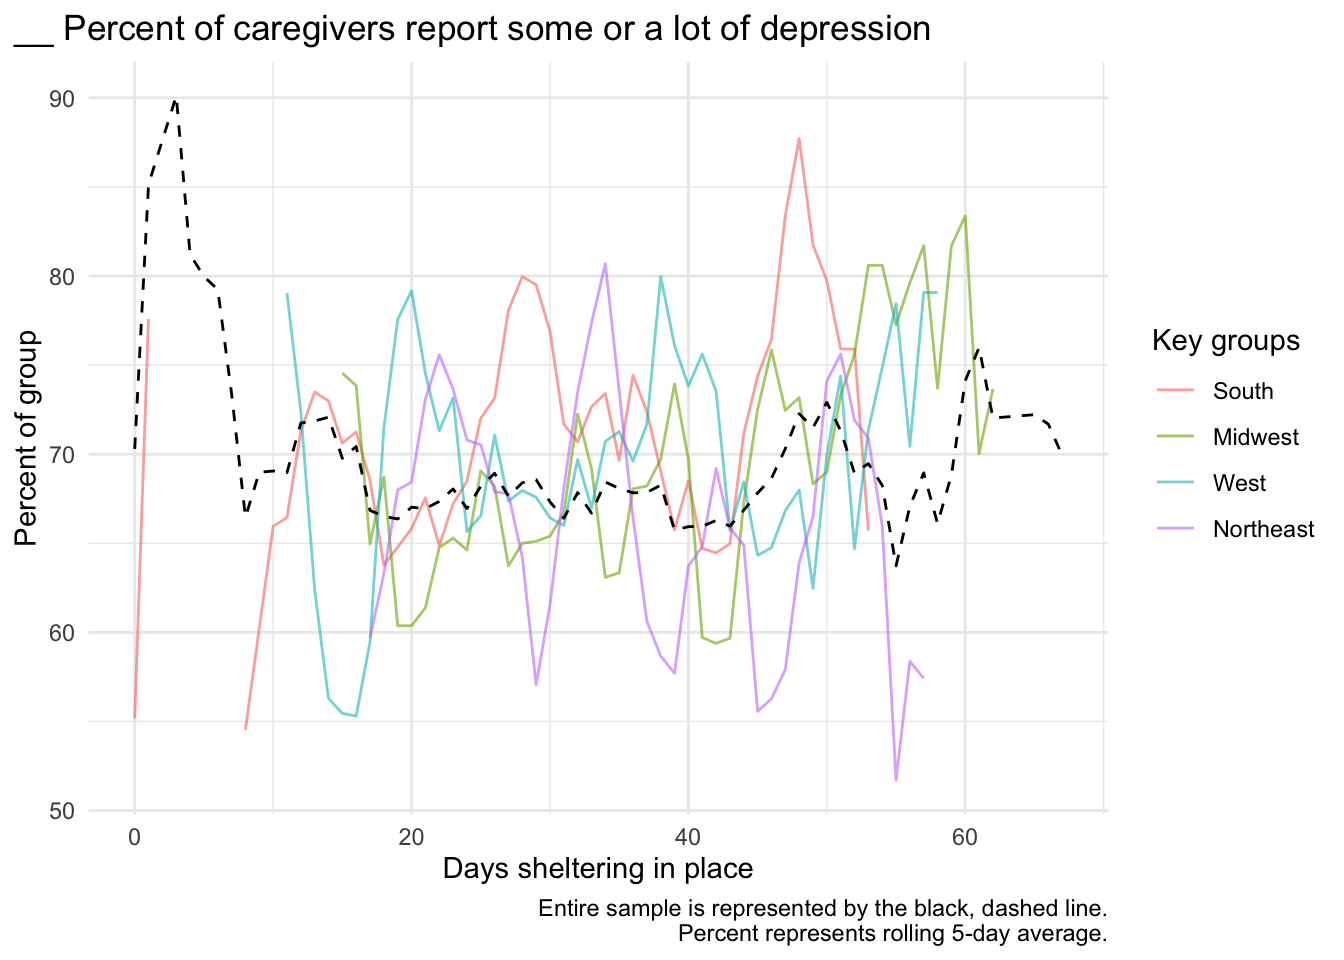 __ Percent of caregivers report some or a lot of depression
90
80
70
60
50
Percent of group
0 20 40 60
Days sheltering in place
Key groups
South
Midwest
West
Northeast
Entire sample is represented by the black, dashed line.
Percent represents rolling 5-day average.